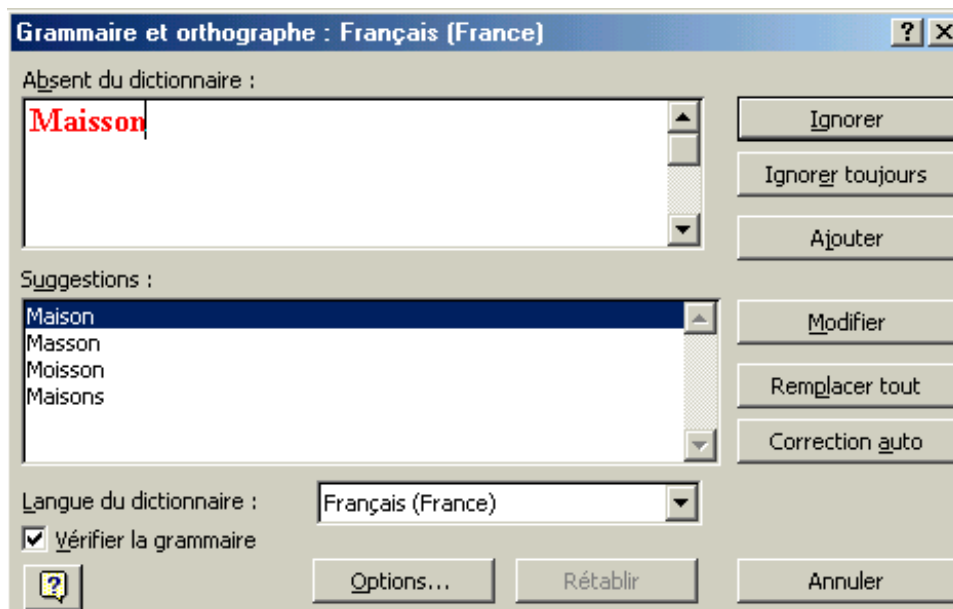 Grammaire et orthographe : Français (France)
Absent du dictionnaire :
Maisson
Ignorer
Ignorer toujours
Ajouter
Suggestions :
Maison
Masson
Moisson
Maisons
Modifier
Remplacer tout
Correction auto
Langue du dictionnaire :
Français (France)
Vérifier la grammaire
Options...
Rétablir
Annuler